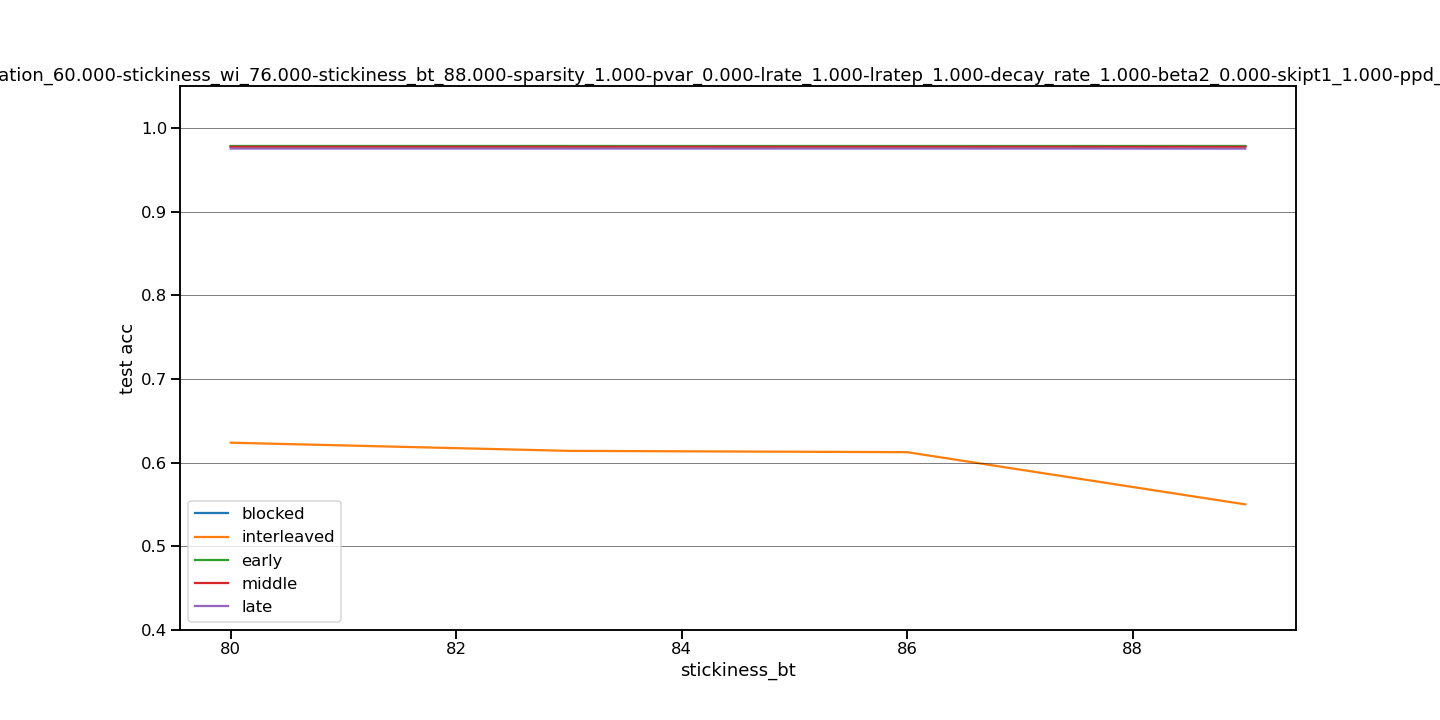 ation_60.000-stickiness_wi_76.000-stickiness_bt_88.000-sparsity_1.000-pvar_0.000-lrate_1.000-lratep_1.000-decay_rate_1.000-beta2_0.000-skipt1_1.000-ppd_
1.0
0.9
0.8
0.7
0.6
0.5
0.4
test acc
blocked
interleaved
early
middle
late
80 82 84 86 88
stickiness_bt